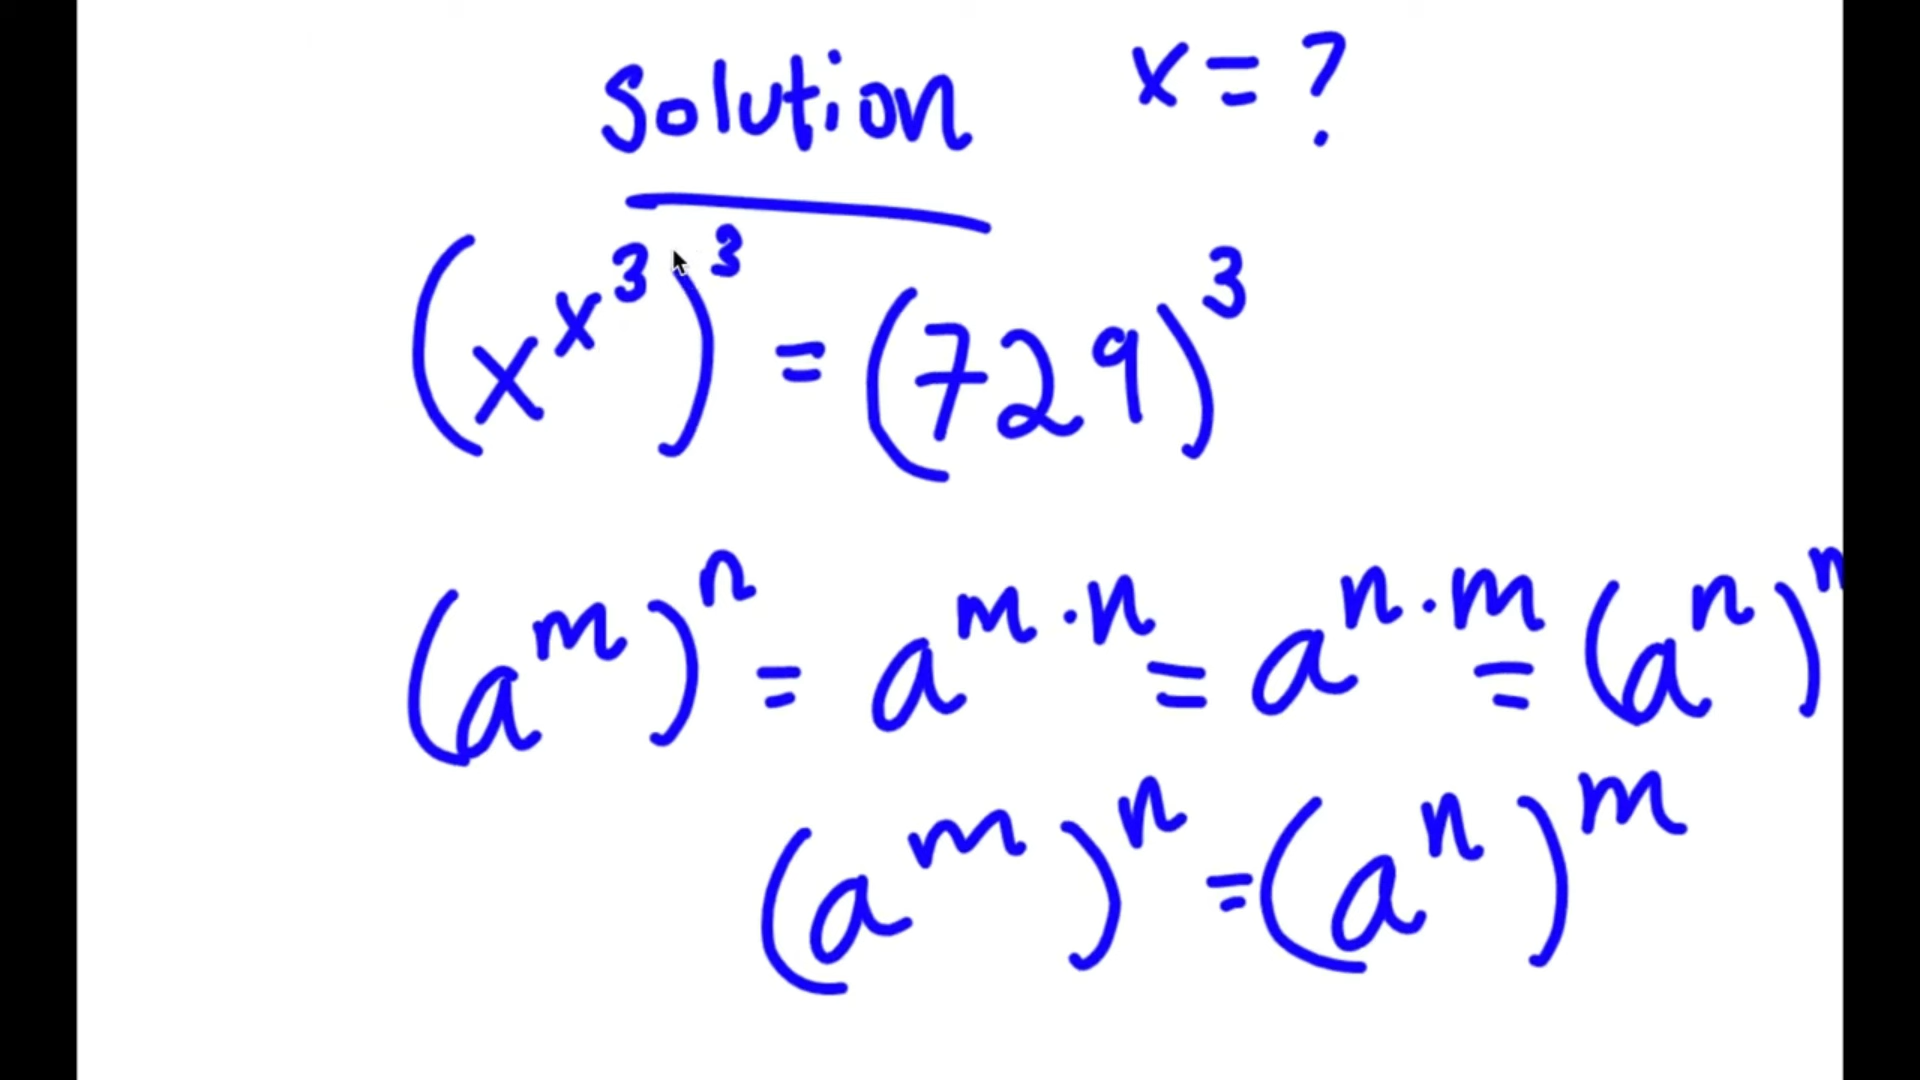 Solution x = ?
(x^x^3)^3 = (729)^3
(a^m)^n = a^m·n = a^n·m = (a^n)
(a^m)^n = (a^n)^m